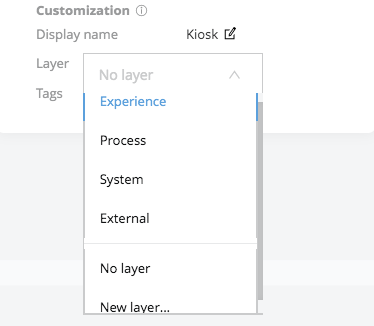 Customization
Display name Kiosk
Layer No layer
Tags
Experience
Process
System
External
No layer
New layer...